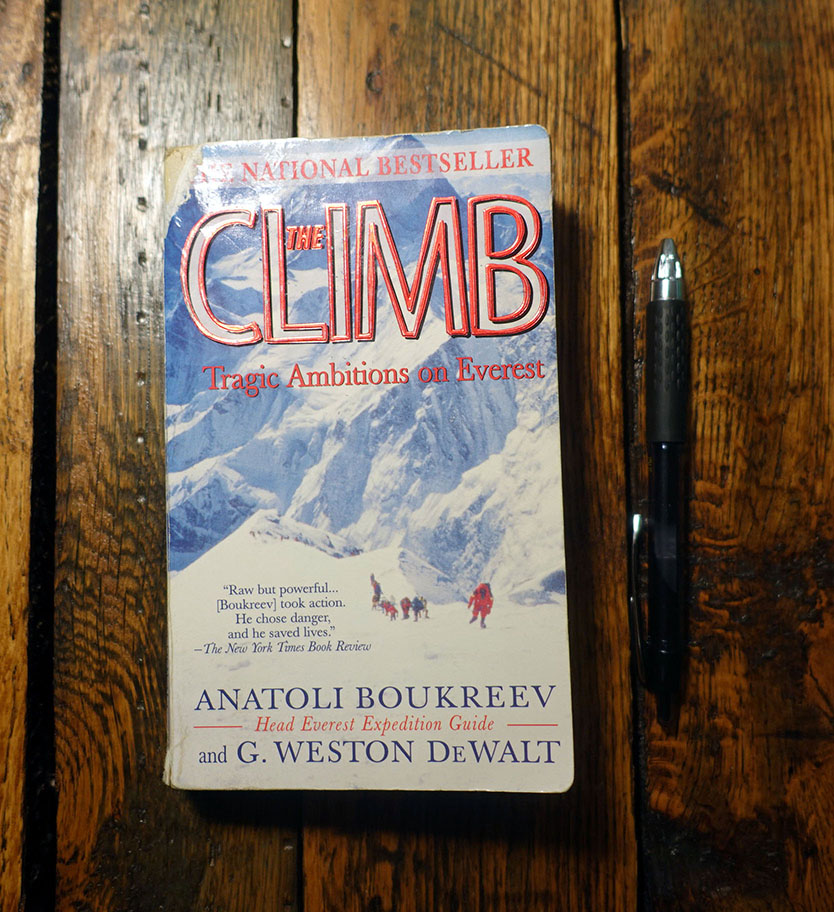 NATIONAL BESTSELLER
THE
CLIMB
Tragic Ambitions on Everest
“Raw but powerful...
[Boukreev] took action.
He chose danger,
and he saved lives.”
–The New York Times Book Review
ANATOLI BOUKREEV
Head Everest Expedition Guide
and G. WESTON DEWALT